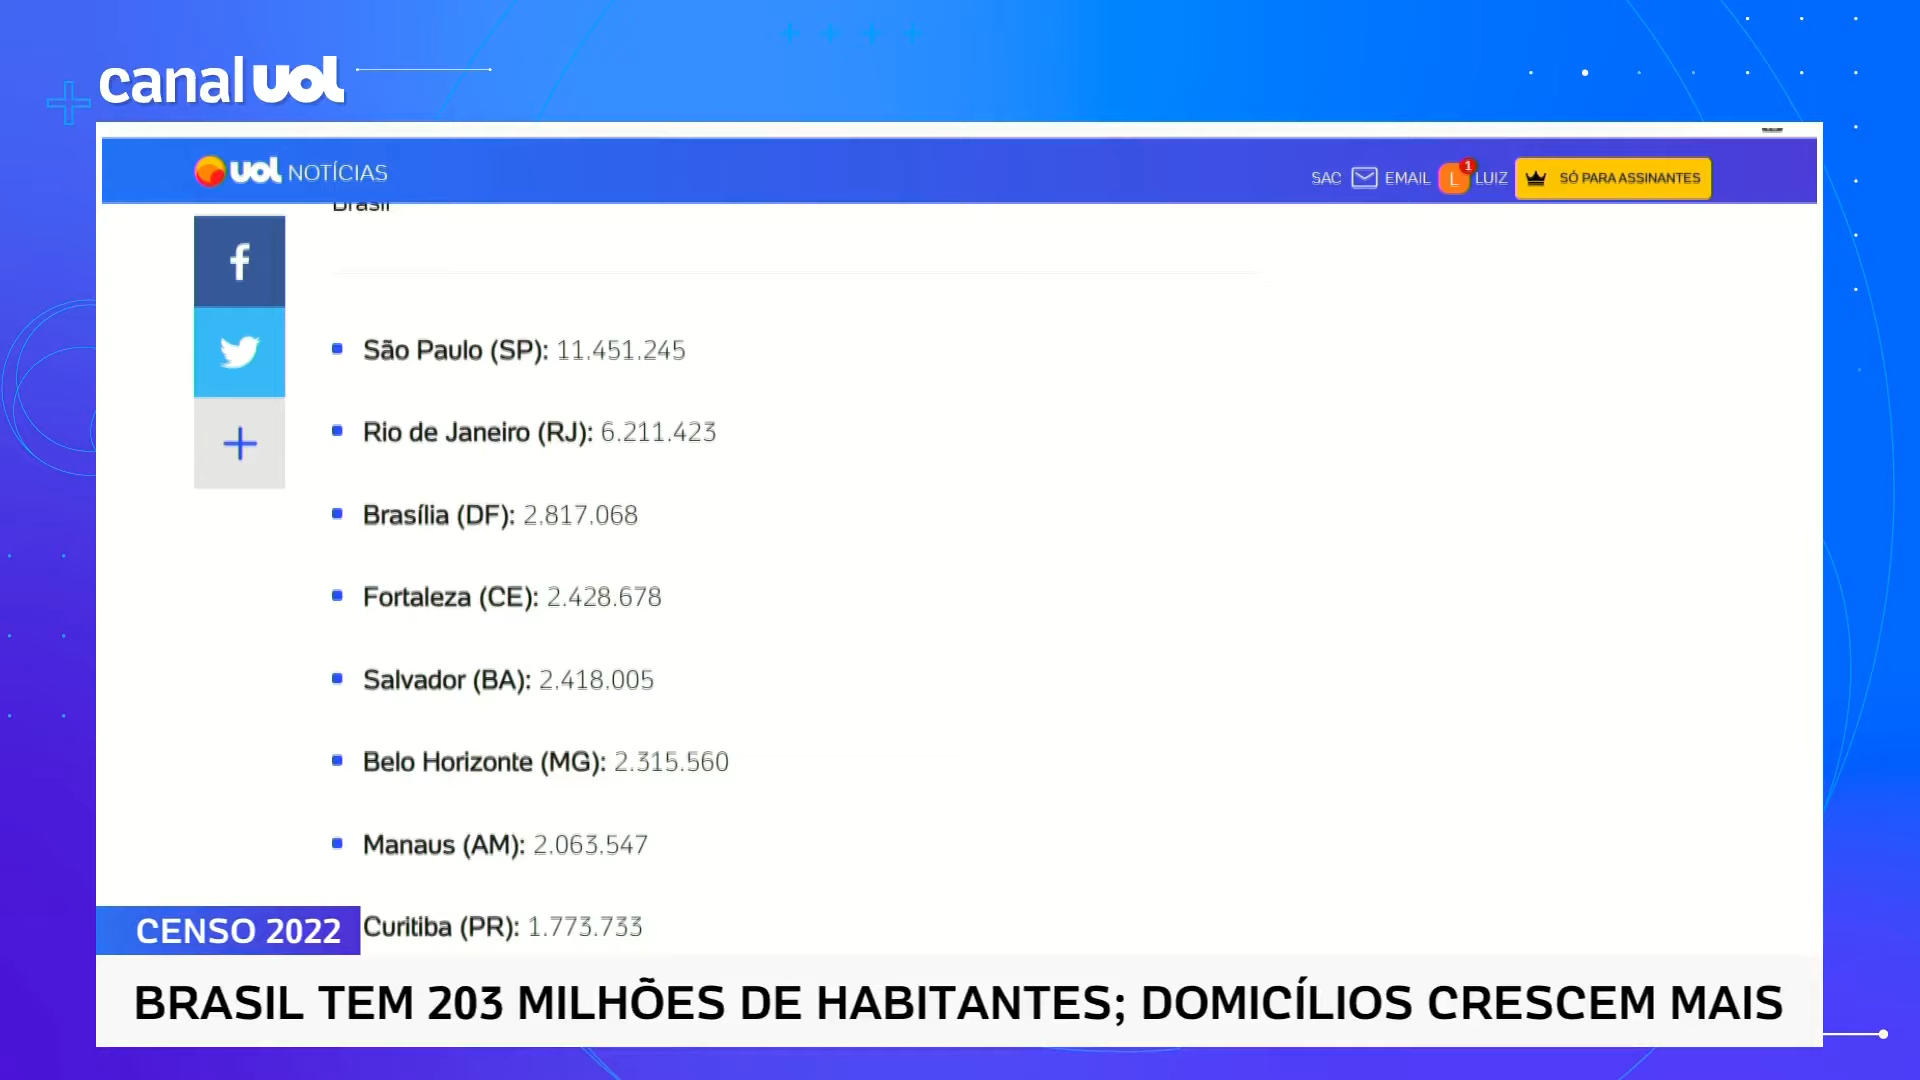 canal uol
uol NOTÍCIAS
SAC EMAIL L 1 LUIZ SÓ PARA ASSINANTES
Brasil
São Paulo (SP): 11.451.245
Rio de Janeiro (RJ): 6.211.423
Brasília (DF): 2.817.068
Fortaleza (CE): 2.428.678
Salvador (BA): 2.418.005
Belo Horizonte (MG): 2.315.560
Manaus (AM): 2.063.547
Curitiba (PR): 1.773.733
CENSO 2022
BRASIL TEM 203 MILHÕES DE HABITANTES; DOMICÍLIOS CRESCEM MAIS